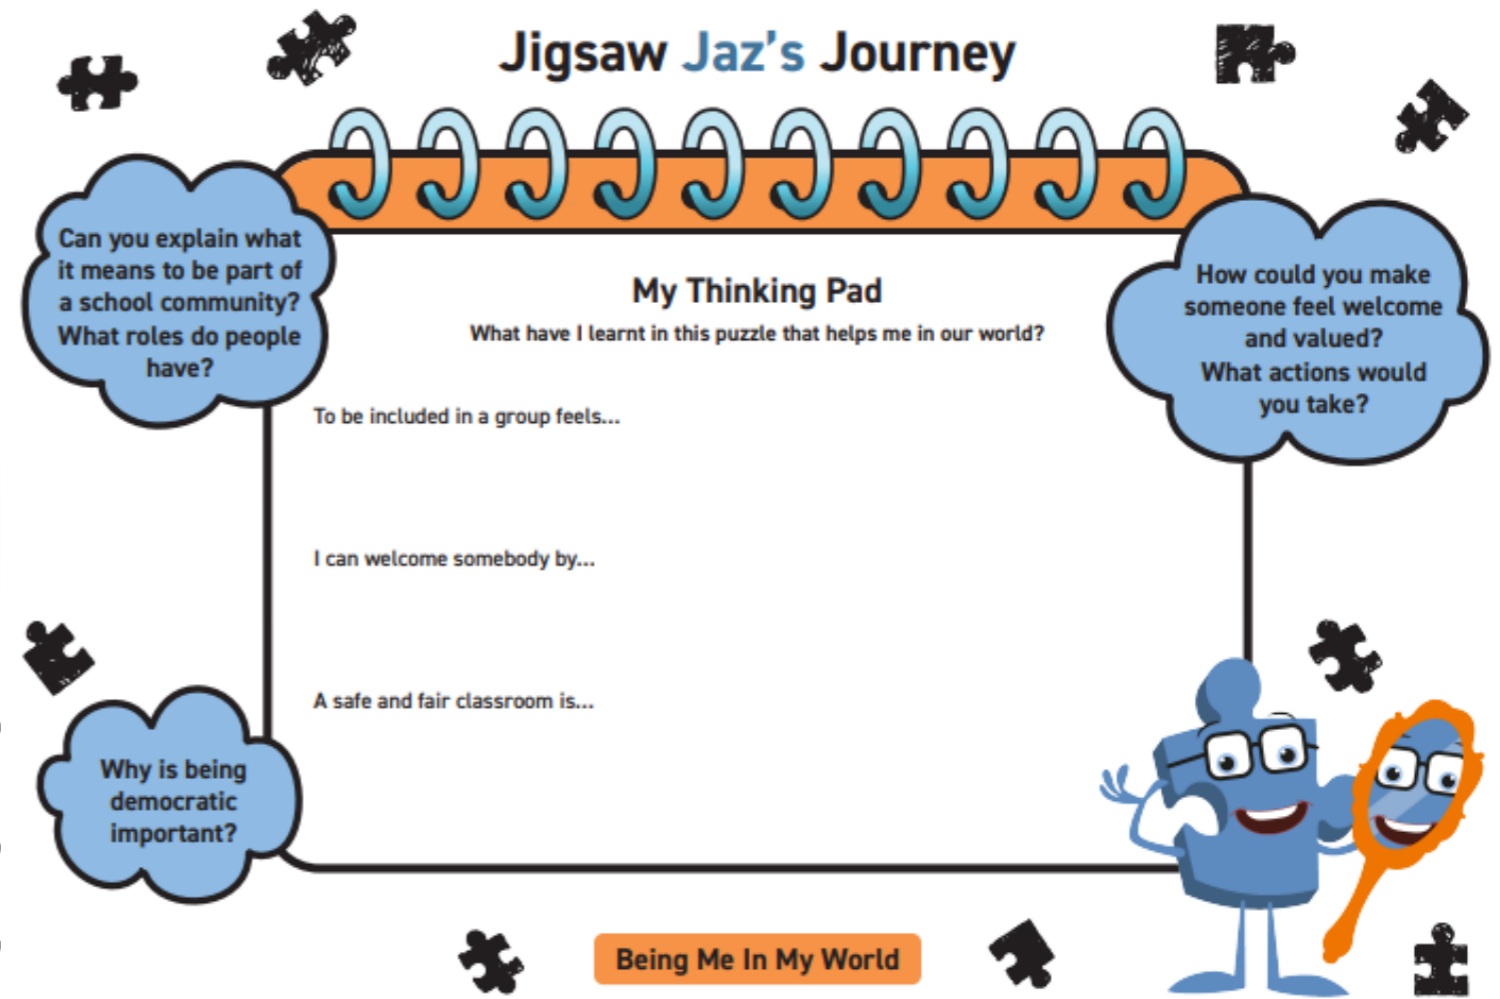 Jigsaw Jaz's Journey
Can you explain what
it means to be part of
a school community?
What roles do people
have?
How could you make
someone feel welcome
and valued?
What actions would
you take?
My Thinking Pad
What have I learnt in this puzzle that helps me in our world?
To be included in a group feels...
I can welcome somebody by...
A safe and fair classroom is...
Why is being
democratic
important?
Being Me In My World